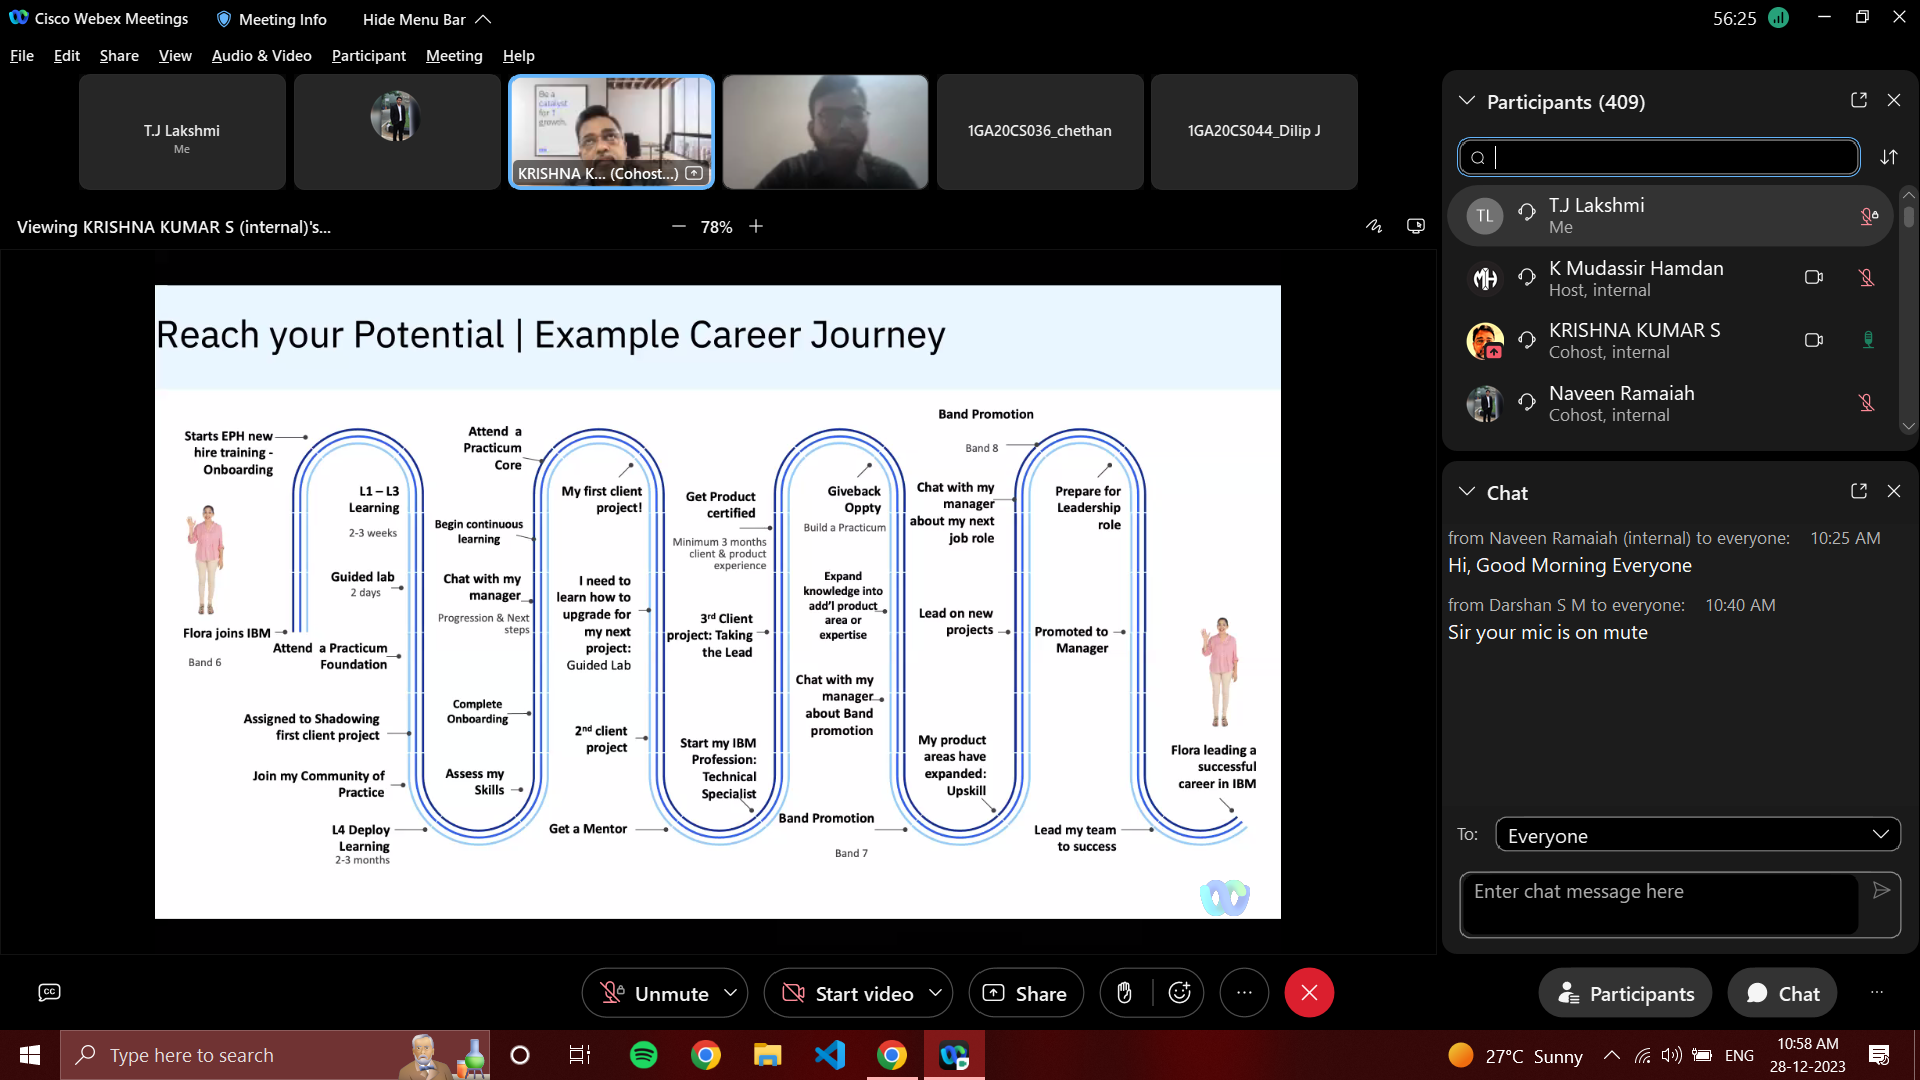 Cisco Webex Meetings
Meeting Info
Hide Menu Bar
56:25
File Edit Share View Audio & Video Participant Meeting Help
T.J Lakshmi
Me
Be a
catalyst
for
growth.
KRISHNA K... (Cohost...)
1GA20CS036_chethan
1GA20CS044_Dilip J
Viewing KRISHNA KUMAR S (internal)'s...
78%
Reach your Potential | Example Career Journey
Starts EPH new
hire training -
Onboarding
L1 – L3
Learning
2-3 weeks
Guided lab
2 days
Flora joins IBM
Band 6
Attend a Practicum
Foundation
Assigned to Shadowing
first client project
Join my Community of
Practice
L4 Deploy
Learning
2-3 months
Attend a
Practicum
Core
Begin continuous
learning
Chat with my
manager
Progression & Next
steps
Complete
Onboarding
Assess my
Skills
My first client
project!
I need to
learn how to
upgrade for
my next
project:
Guided Lab
2nd client
project
Get a Mentor
Get Product
certified
Minimum 3 months
client & product
experience
3rd Client
project: Taking
the Lead
Start my IBM
Profession:
Technical
Specialist
Giveback
Oppty
Build a Practicum
Expand
knowledge into
add'l product
area or
expertise
Chat with my
manager
about Band
promotion
Band Promotion
Band 7
Band Promotion
Band 8
Chat with my
manager
about my next
job role
Lead on new
projects
My product
areas have
expanded:
Upskill
Prepare for
Leadership
role
Promoted to
Manager
Lead my team
to success
Flora leading a
successful
career in IBM
Participants (409)
TL
T.J Lakshmi
Me
MH
K Mudassir Hamdan
Host, internal
KRISHNA KUMAR S
Cohost, internal
Naveen Ramaiah
Cohost, internal
Chat
from Naveen Ramaiah (internal) to everyone: 10:25 AM
Hi, Good Morning Everyone
from Darshan S M to everyone: 10:40 AM
Sir your mic is on mute
To: Everyone
Enter chat message here
CC
Unmute
Start video
Share
Participants
Chat
Type here to search
27°C Sunny
ENG
10:58 AM
28-12-2023